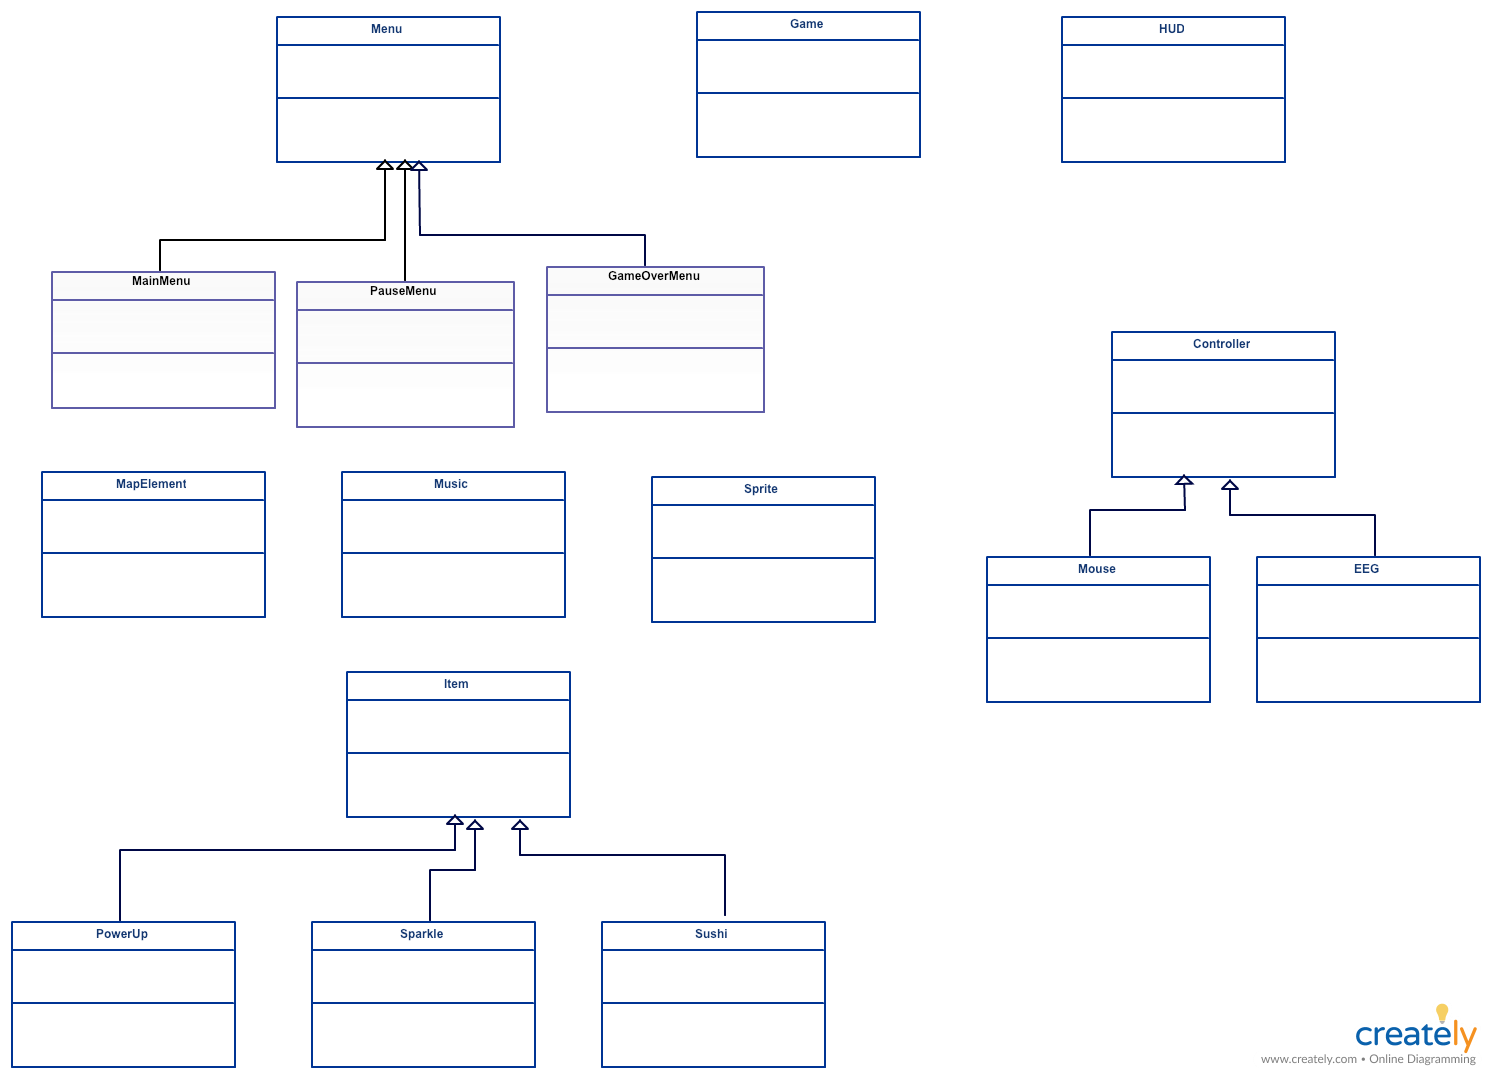 Menu
Game
HUD
MainMenu
PauseMenu
GameOverMenu
Controller
MapElement
Music
Sprite
Mouse
EEG
Item
PowerUp
Sparkle
Sushi
creately
www.creately.com • Online Diagramming